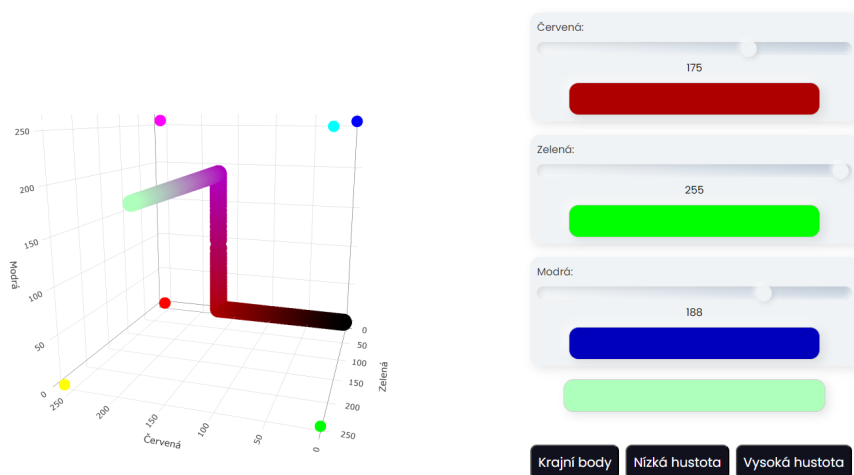 250
200
150
100
50
0
Modrá
250
200
150
100
50
0
Červená
0
50
100
150
200
250
Zelená
Červená:
175
Zelená:
255
Modrá:
188
Krajní body
Nízká hustota
Vysoká hustota